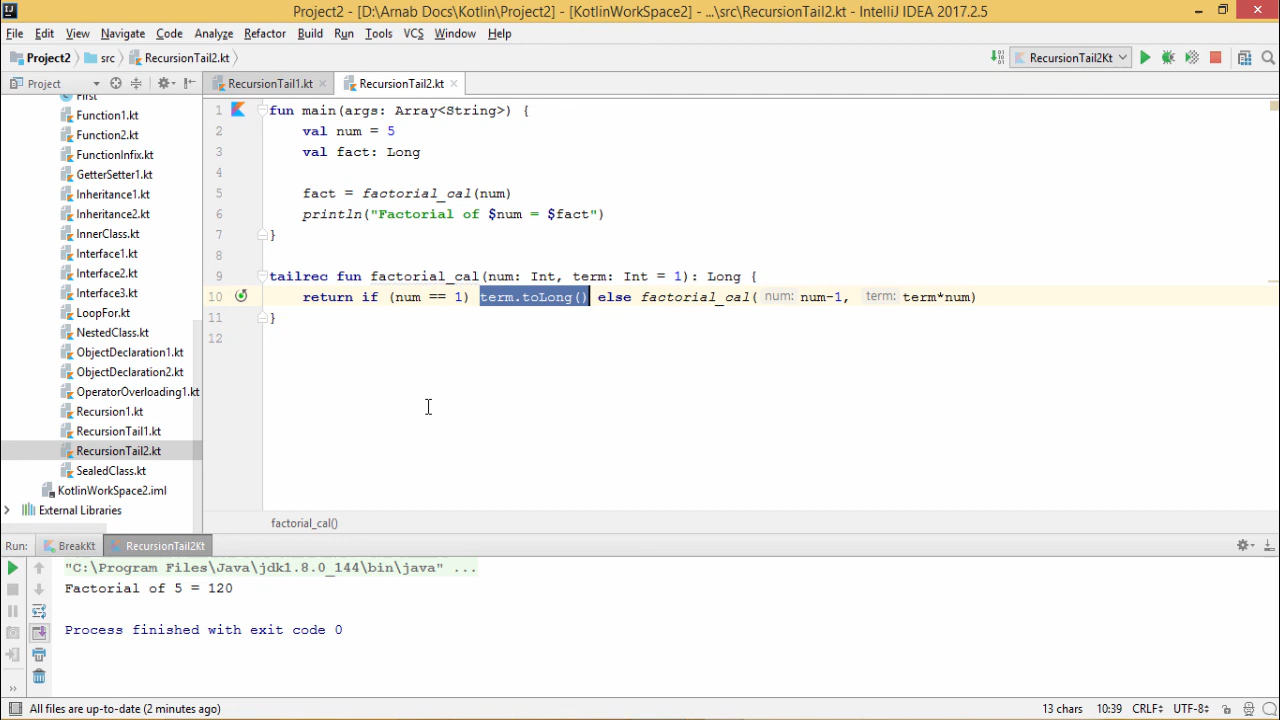 Project2 - [D:\Arnab Docs\Kotlin\Project2] - [KotlinWorkSpace2] - ...\src\RecursionTail2.kt - IntelliJ IDEA 2017.2.5
File Edit View Navigate Code Analyze Refactor Build Run Tools VCS Window Help
Project2 src RecursionTail2.kt RecursionTail2Kt
Project RecursionTail1.kt RecursionTail2.kt
First
Function1.kt
Function2.kt
FunctionInfix.kt
GetterSetter1.kt
Inheritance1.kt
Inheritance2.kt
InnerClass.kt
Interface1.kt
Interface2.kt
Interface3.kt
LoopFor.kt
NestedClass.kt
ObjectDeclaration1.kt
ObjectDeclaration2.kt
OperatorOverloading1.kt
Recursion1.kt
RecursionTail1.kt
RecursionTail2.kt
SealedClass.kt
KotlinWorkSpace2.iml
External Libraries
1 fun main(args: Array<String>) {
2 val num = 5
3 val fact: Long
4
5 fact = factorial_cal(num)
6 println("Factorial of $num = $fact")
7 }
8
9 tailrec fun factorial_cal(num: Int, term: Int = 1): Long {
10 return if (num == 1) term.toLong() else factorial_cal( num: num-1, term: term*num)
11 }
12
factorial_cal()
Run: BreakKt RecursionTail2Kt
"C:\Program Files\Java\jdk1.8.0_144\bin\java" ...
Factorial of 5 = 120
Process finished with exit code 0
All files are up-to-date (2 minutes ago) 13 chars 10:39 CRLF UTF-8